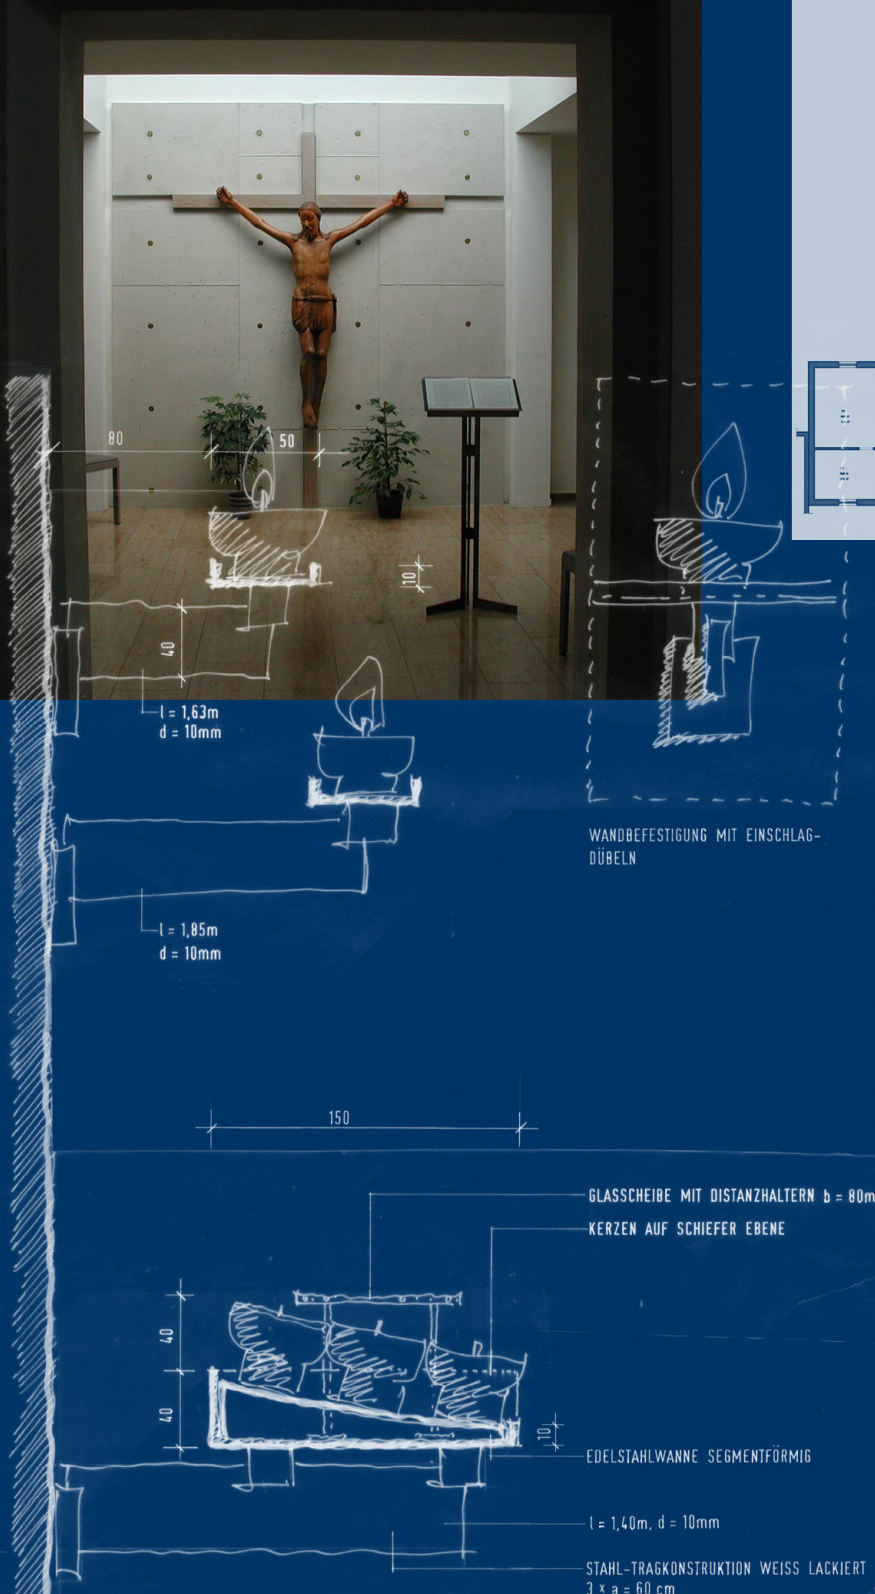 80
50
10
40
l = 1,63m
d = 10mm
WANDBEFESTIGUNG MIT EINSCHLAG-
DÜBELN
l = 1,85m
d = 10mm
150
GLASSCHEIBE MIT DISTANZHALTERN b = 80m
KERZEN AUF SCHIEFER EBENE
40
40
10
EDELSTAHLWANNE SEGMENTFÖRMIG
l = 1,40m, d = 10mm
STAHL-TRAGKONSTRUKTION WEISS LACKIERT
3 x a = 60 cm